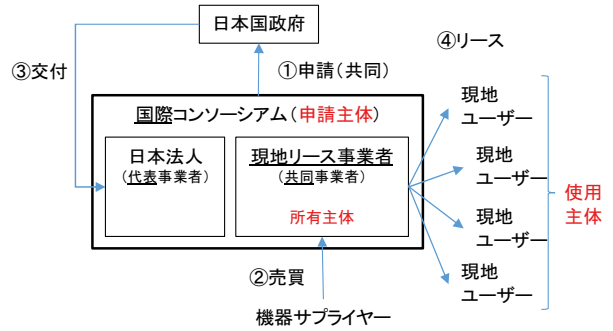 日本国政府
④リース
③交付
①申請(共同)
国際コンソーシアム(申請主体)
日本法人
(代表事業者)
現地リース事業者
(共同事業者)
所有主体
現地
ユーザー
現地
ユーザー
現地
ユーザー
現地
ユーザー
使用
主体
②売買
機器サプライヤー